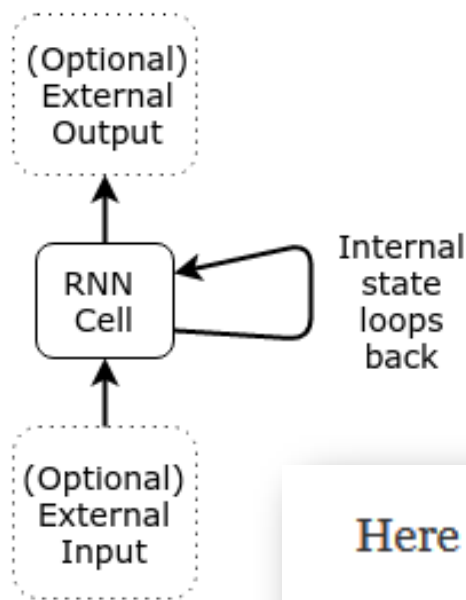 (Optional)
External
Output
RNN
Cell
Internal
state
loops
back
(Optional)
External
Input
Here